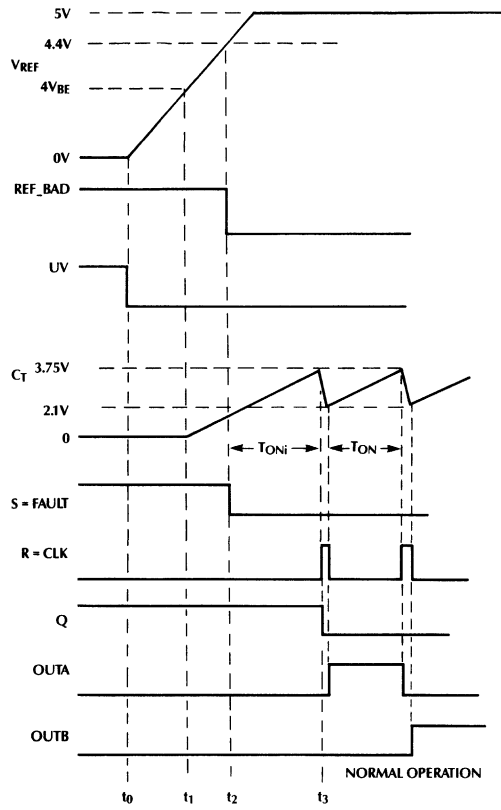 5V
4.4V
VREF
4VBE
0V
REF_BAD
UV
CT
3.75V
2.1V
0
TONi
TON
S = FAULT
R = CLK
Q
OUTA
OUTB
NORMAL OPERATION
t0 t1 t2 t3